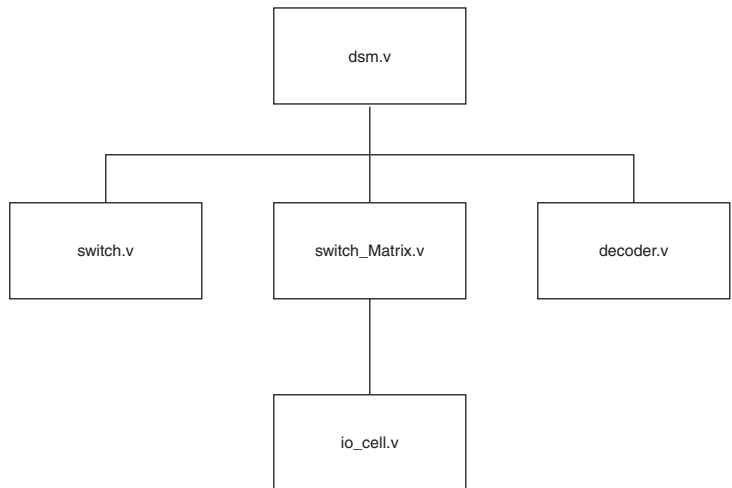 dsm.v
switch.v
switch_Matrix.v
decoder.v
io_cell.v